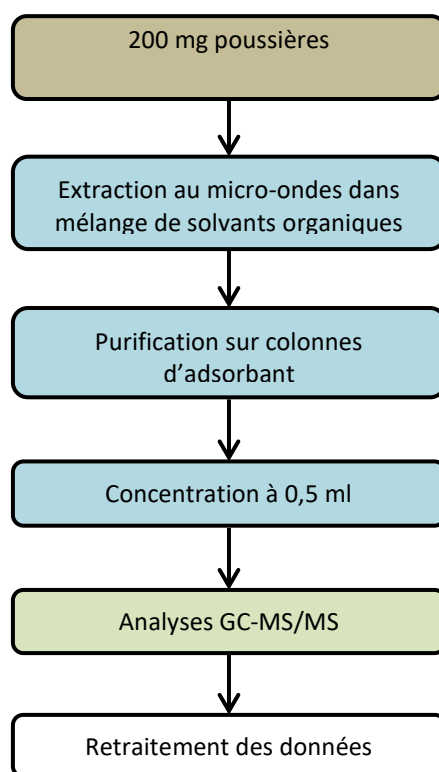 200 mg poussières
Extraction au micro-ondes dans
mélange de solvants organiques
Purification sur colonnes
d’adsorbant
Concentration à 0,5 ml
Analyses GC-MS/MS
Retraitement des données